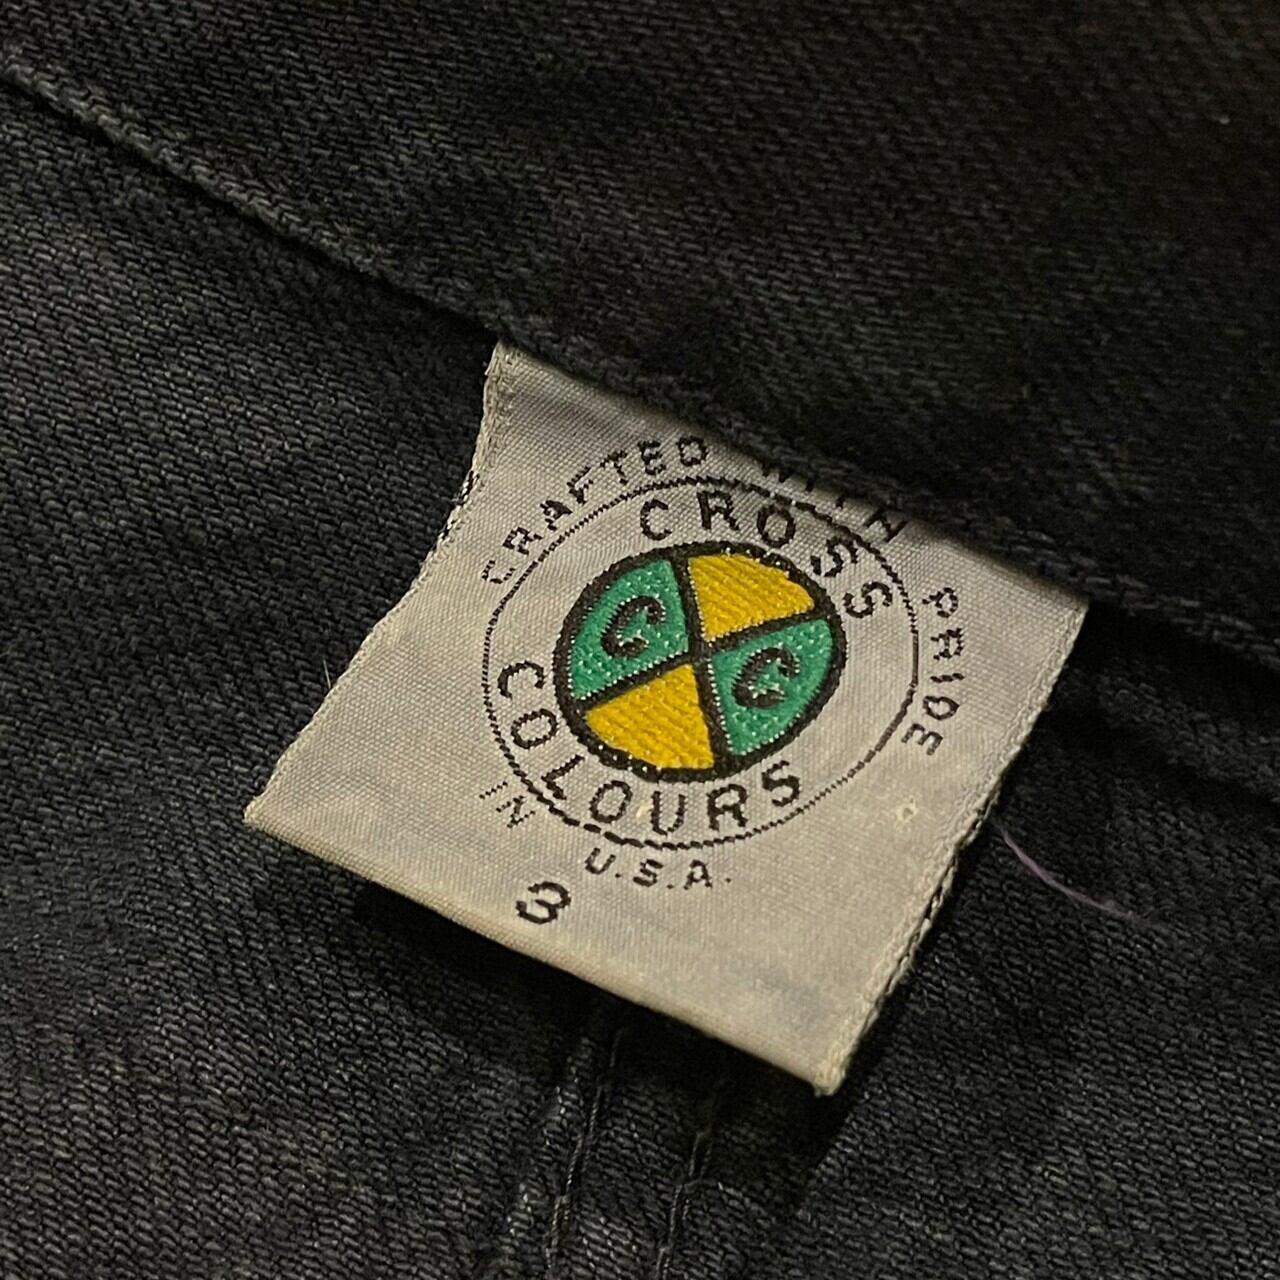 CRAFTED WITH PRIDE
CROSS
C C
COLOURS
IN U.S.A.
3